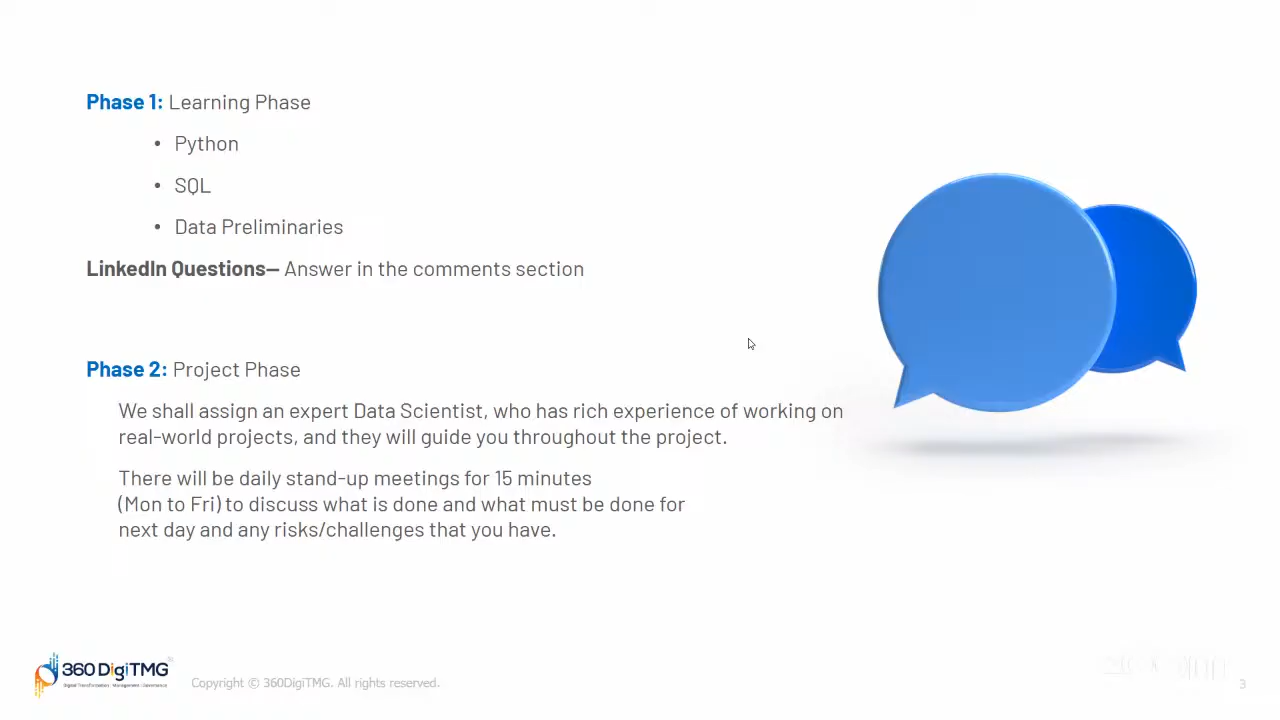 Phase 1: Learning Phase
• Python
• SQL
• Data Preliminaries
LinkedIn Questions– Answer in the comments section
Phase 2: Project Phase
We shall assign an expert Data Scientist, who has rich experience of working on
real-world projects, and they will guide you throughout the project.
There will be daily stand-up meetings for 15 minutes
(Mon to Fri) to discuss what is done and what must be done for
next day and any risks/challenges that you have.
360DigiTMG
Digital Transformation | Management | Governance
Copyright © 360DigiTMG. All rights reserved.
3